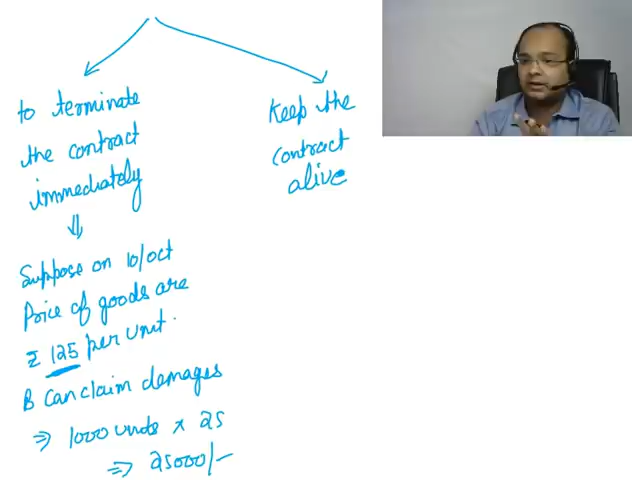 to terminate
the contract
immediately
Keep the
contract
alive
Suppose on 10/oct
Price of goods are
₹ 125 per unit.
B Can claim damages
⇒ 1000 units x 25
⇒ 25000/-